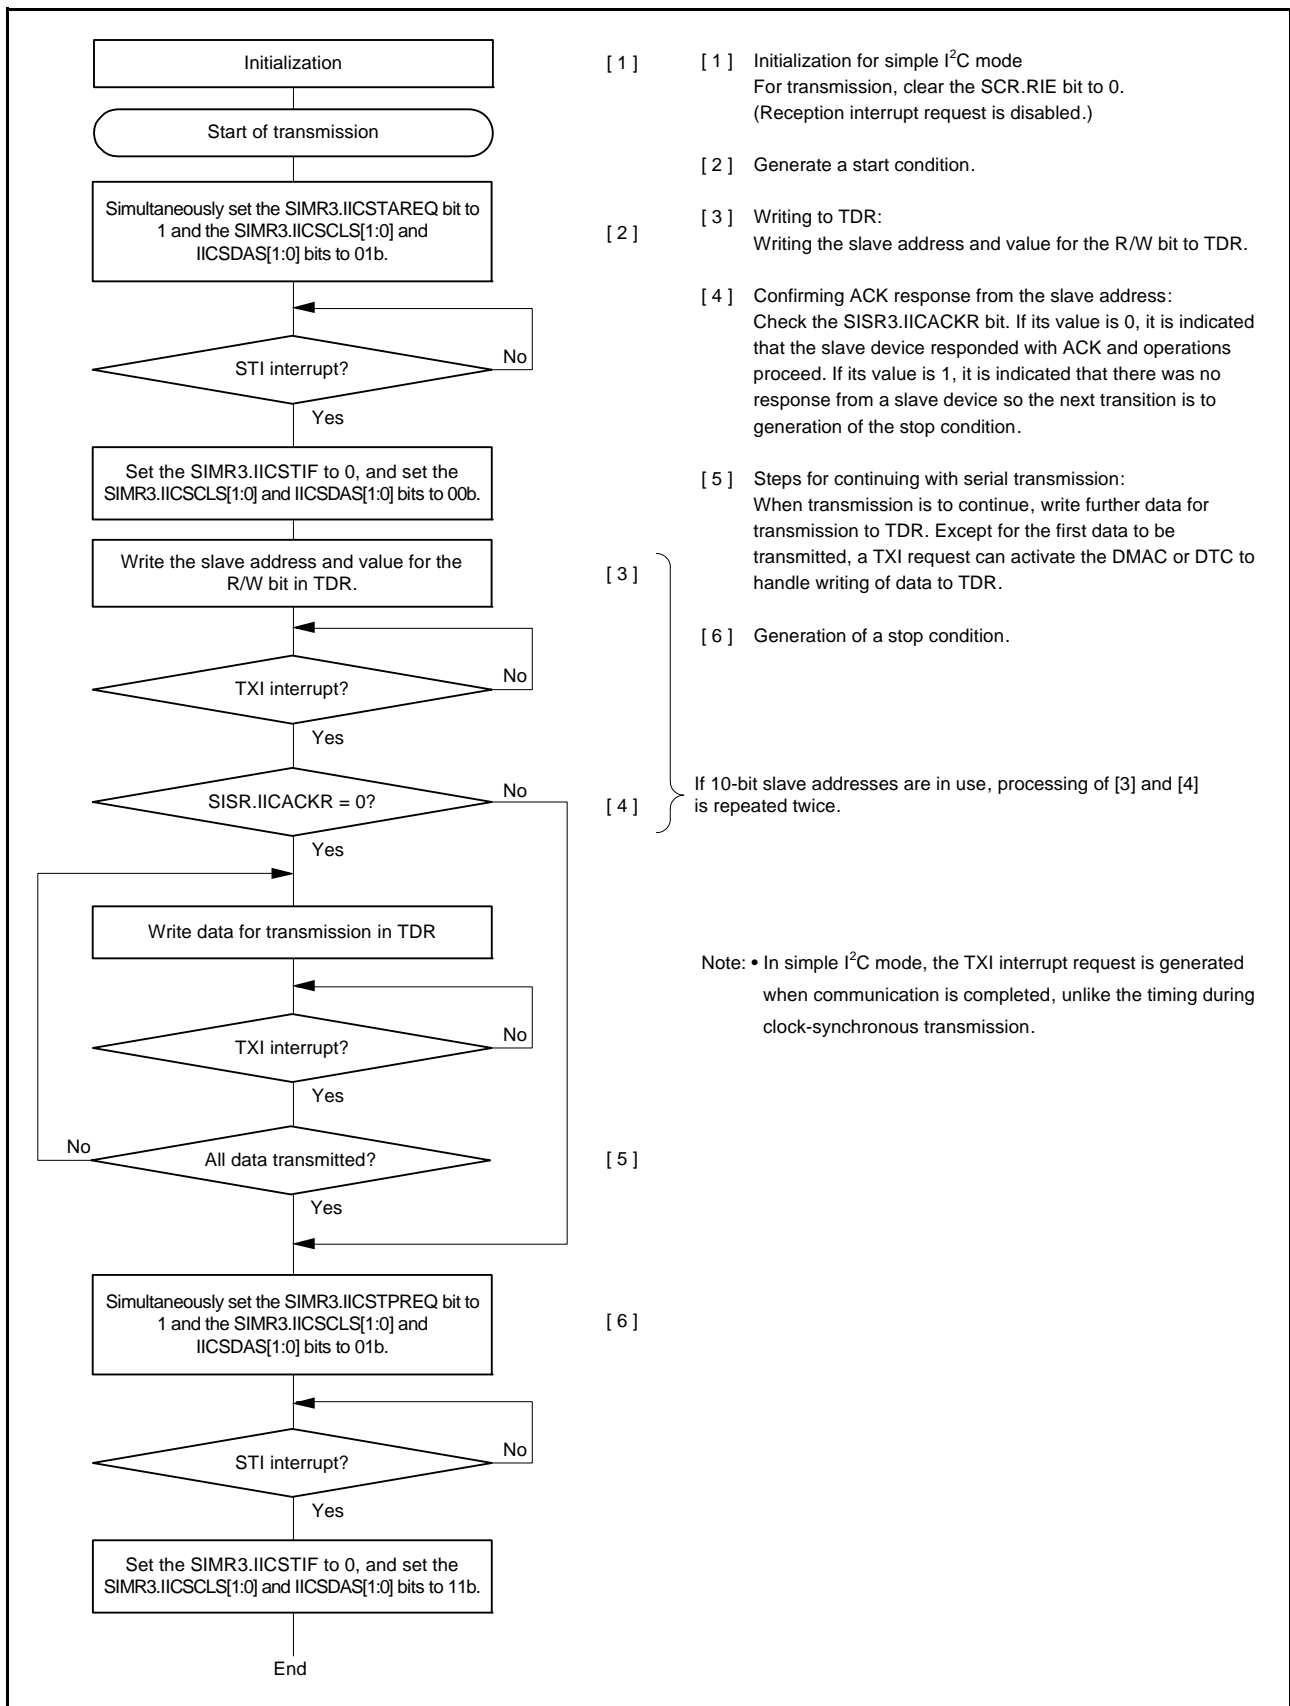 Initialization
[ 1 ]
Start of transmission
Simultaneously set the SIMR3.IICSTAREQ bit to
1 and the SIMR3.IICSCLS[1:0] and
IICSDAS[1:0] bits to 01b.
[ 2 ]
STI interrupt?
No
Yes
Set the SIMR3.IICSTIF to 0, and set the
SIMR3.IICSCLS[1:0] and IICSDAS[1:0] bits to 00b.
Write the slave address and value for the
R/W bit in TDR.
[ 3 ]
TXI interrupt?
No
Yes
SISR.IICACKR = 0?
No
[ 4 ]
Yes
If 10-bit slave addresses are in use, processing of [3] and [4]
is repeated twice.
Write data for transmission in TDR
TXI interrupt?
No
Yes
All data transmitted?
No
[ 5 ]
Yes
Simultaneously set the SIMR3.IICSTPREQ bit to
1 and the SIMR3.IICSCLS[1:0] and
IICSDAS[1:0] bits to 01b.
[ 6 ]
STI interrupt?
No
Yes
Set the SIMR3.IICSTIF to 0, and set the
SIMR3.IICSCLS[1:0] and IICSDAS[1:0] bits to 11b.
End
[ 1 ] Initialization for simple I²C mode
For transmission, clear the SCR.RIE bit to 0.
(Reception interrupt request is disabled.)
[ 2 ] Generate a start condition.
[ 3 ] Writing to TDR:
Writing the slave address and value for the R/W bit to TDR.
[ 4 ] Confirming ACK response from the slave address:
Check the SISR3.IICACKR bit. If its value is 0, it is indicated
that the slave device responded with ACK and operations
proceed. If its value is 1, it is indicated that there was no
response from a slave device so the next transition is to
generation of the stop condition.
[ 5 ] Steps for continuing with serial transmission:
When transmission is to continue, write further data for
transmission to TDR. Except for the first data to be
transmitted, a TXI request can activate the DMAC or DTC to
handle writing of data to TDR.
[ 6 ] Generation of a stop condition.
Note: • In simple I²C mode, the TXI interrupt request is generated
when communication is completed, unlike the timing during
clock-synchronous transmission.